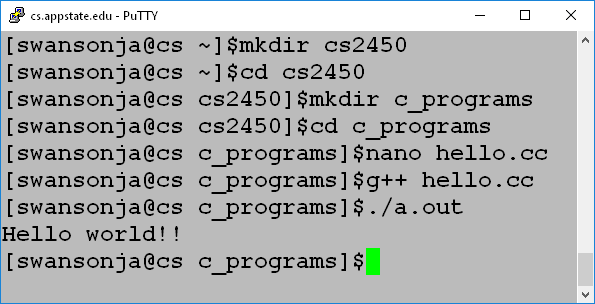 cs.appstate.edu - PuTTY
[swansonja@cs ~]$mkdir cs2450
[swansonja@cs ~]$cd cs2450
[swansonja@cs cs2450]$mkdir c_programs
[swansonja@cs cs2450]$cd c_programs
[swansonja@cs c_programs]$nano hello.cc
[swansonja@cs c_programs]$g++ hello.cc
[swansonja@cs c_programs]$./a.out
Hello world!!
[swansonja@cs c_programs]$